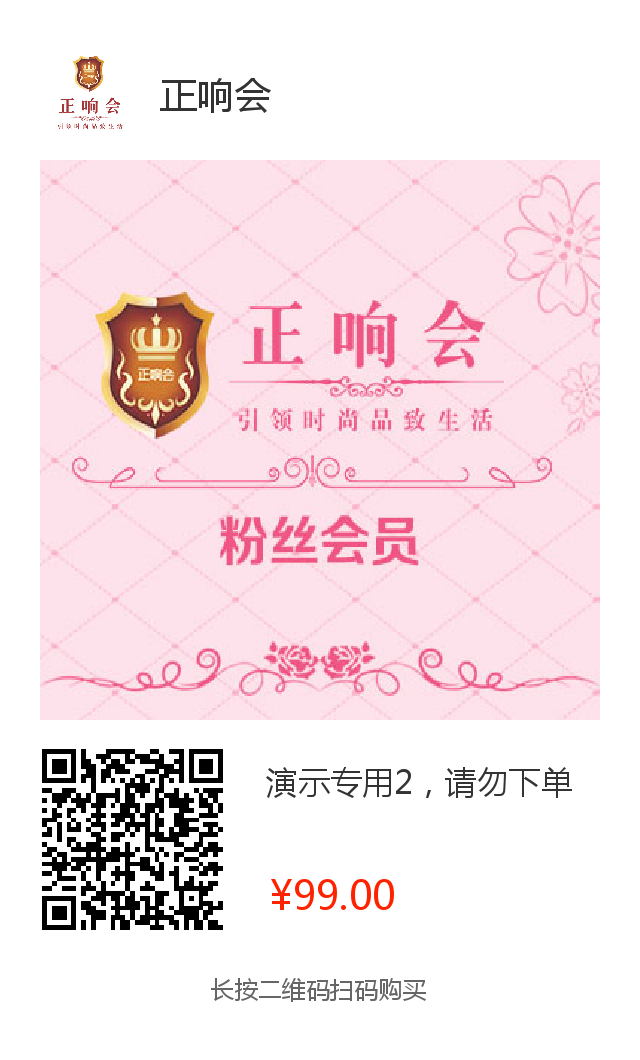 正响会
引领时尚品致生活
正响会
正响会
正响会
引领时尚品致生活
粉丝会员
演示专用2，请勿下单
¥99.00
长按二维码扫码购买